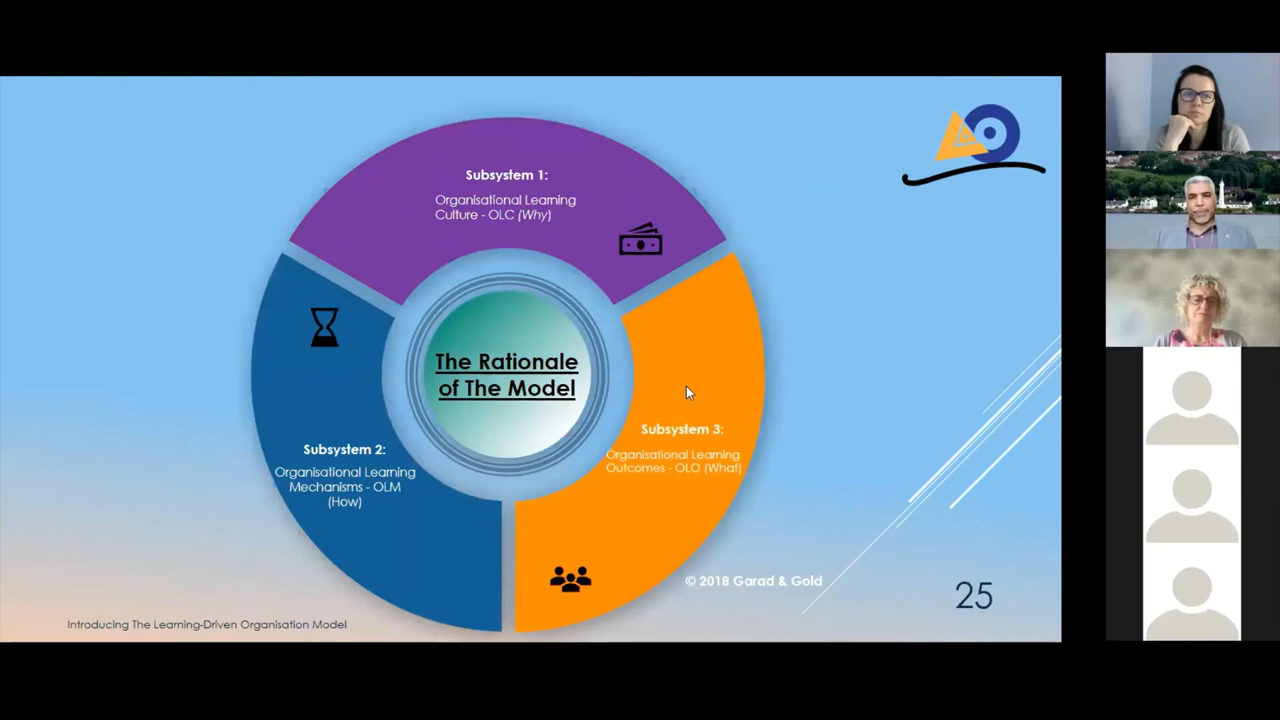 Subsystem 1:
Organisational Learning
Culture - OLC (Why)
The Rationale
of The Model
Subsystem 2:
Organisational Learning
Mechanisms - OLM
(How)
Subsystem 3:
Organisational Learning
Outcomes - OLO (What)
© 2018 Garad & Gold
25
Introducing The Learning-Driven Organisation Model